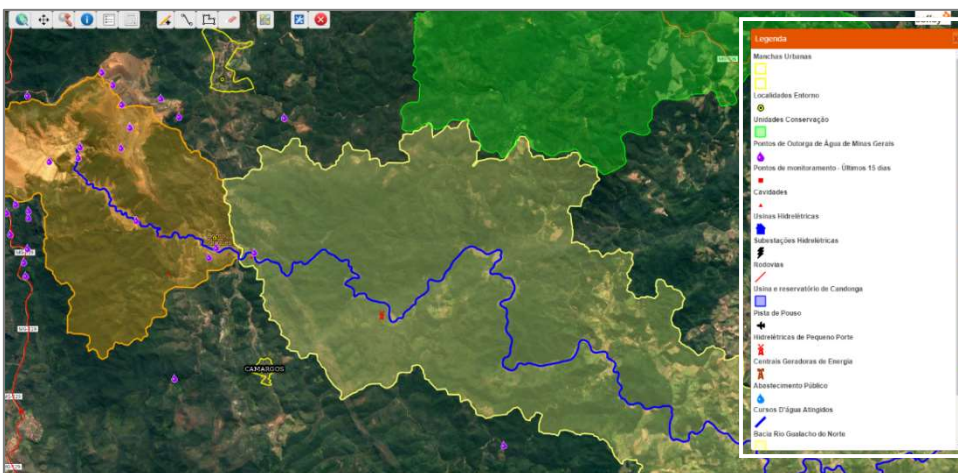 Legenda
Manchas Urbanas
Localidades Entorno
Unidades Conservação
Pontos de Outorga de Água de Minas Gerais
Pontos de monitoramento - Últimos 15 dias
Cavidades
Usinas Hidrelétricas
Substações Hidrelétricas
Rodovias
Usina e reservatório de Candonga
Pista de Pouso
Hidrelétricas de Pequeno Porte
Centrais Geradoras de Energia
Abastecimento Público
Cursos D'água Atingidos
Bacia Rio Gualacho do Norte
CAMARGOS